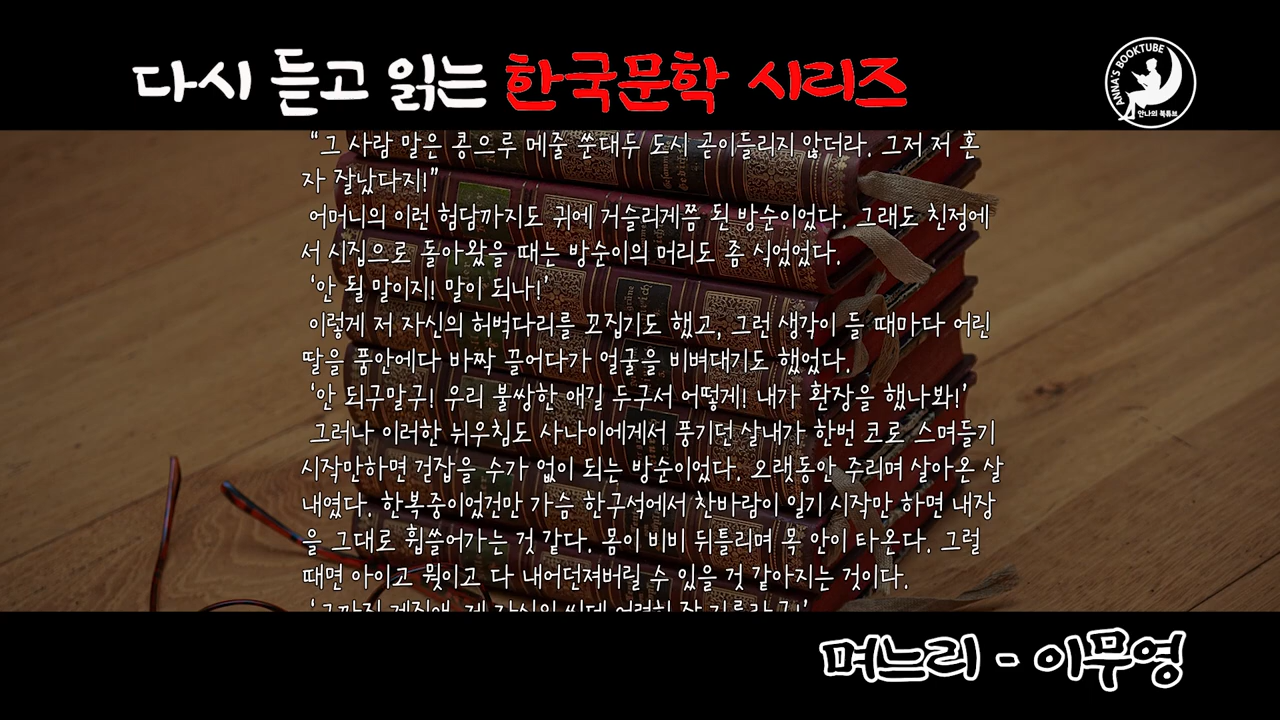 다시 듣고 읽는 한국문학 시리즈
ANNA'S BOOKTUBE
안나의 북튜브
“그 사람 말은 콩으루 메줄 쑨대두 도시 곧이들리지 않더라. 그저 저 혼
자 잘났다지!”
어머니의 이런 험담까지도 귀에 거슬리게쯤 된 방순이었다. 그래도 친정에
서 시집으로 돌아왔을 때는 방순이의 머리도 좀 식었었다.
‘안 될 말이지! 말이 되나!’
이렇게 저 자신의 허벅다리를 꼬집기도 했고, 그런 생각이 들 때마다 어린
딸을 품안에다 바짝 끌어다가 얼굴을 비벼대기도 했었다.
‘안 되구말구! 우리 불쌍한 애길 두구서 어떻게! 내가 환장을 했나봐!’
그러나 이러한 뉘우침도 사나이에게서 풍기던 살내가 한번 코로 스며들기
시작만하면 걷잡을 수가 없이 되는 방순이었다. 오랫동안 주리며 살아온 살
내였다. 한복중이었건만 가슴 한구석에서 찬바람이 일기 시작만 하면 내장
을 그대로 휩쓸어가는 것 같다. 몸이 비비 뒤틀리며 목 안이 타온다. 그럴
때면 아이고 뭣이고 다 내어던져버릴 수 있을 것 같아지는 것이다.
며느리 - 이무영